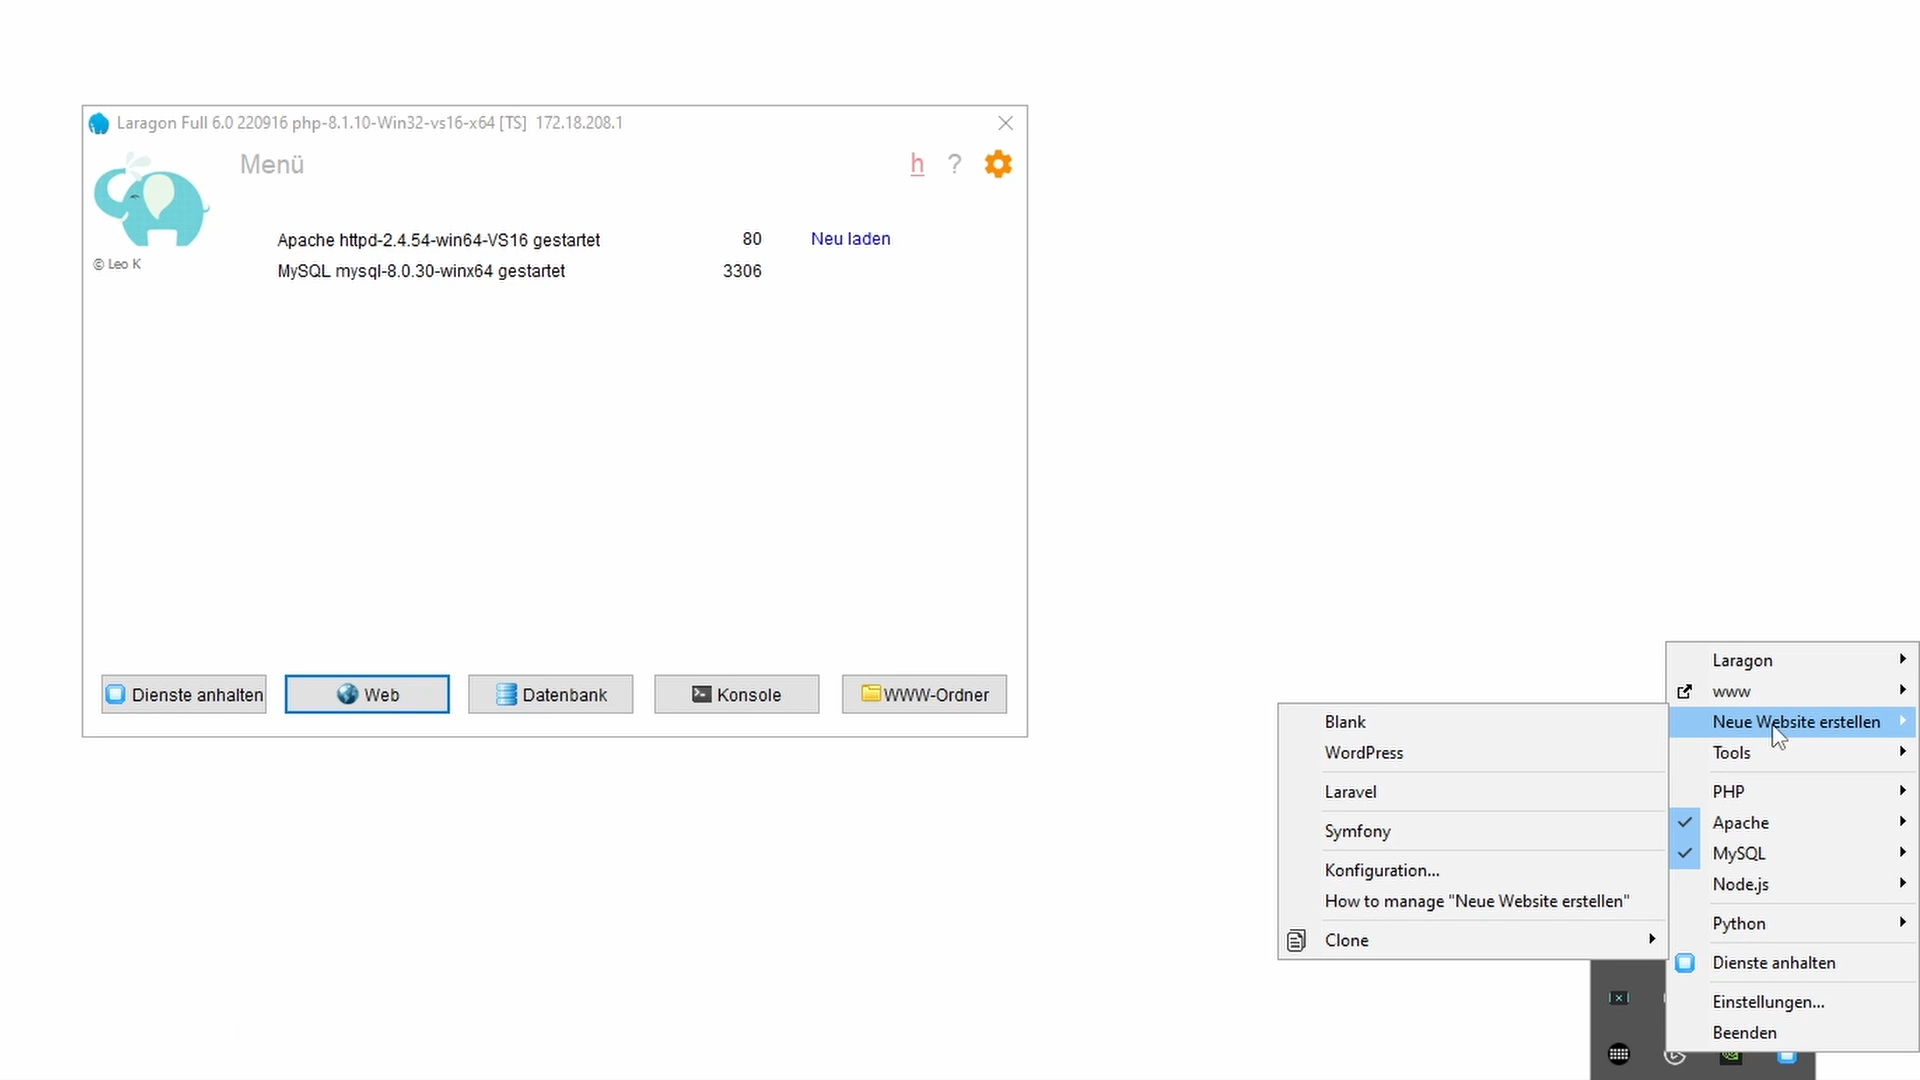 Laragon Full 6.0 220916 php-8.1.10-Win32-vs16-x64 [TS] 172.18.208.1
Menü
h ?
© Leo K
Apache httpd-2.4.54-win64-VS16 gestartet 80 Neu laden
MySQL mysql-8.0.30-winx64 gestartet 3306
Dienste anhalten
Web
Datenbank
Konsole
WWW-Ordner
Blank
WordPress
Laravel
Symfony
Konfiguration...
How to manage "Neue Website erstellen"
Clone
Laragon
www
Neue Website erstellen
Tools
PHP
Apache
MySQL
Node.js
Python
Dienste anhalten
Einstellungen...
Beenden